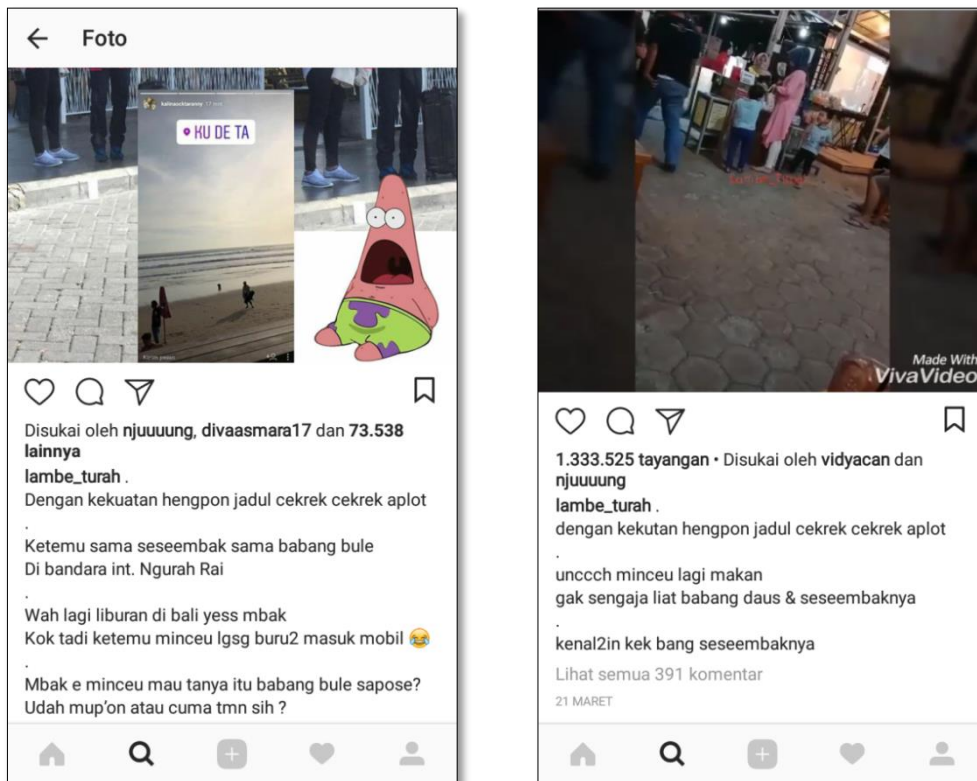 Foto
KU DE TA
Disukai oleh njuuuung, divaasmara17 dan 73.538
lainnya
lambe_turah .
Dengan kekuatan hengpon jadul cekrek cekrek aplot
.
Ketemu sama seseembak sama babang bule
Di bandara int. Ngurah Rai
.
Wah lagi liburan di bali yess mbak
Kok tadi ketemu minceu lgsg buru2 masuk mobil 😂
.
Mbak e minceu mau tanya itu babang bule sapose?
Udah mup'on atau cuma tmn sih ?
Made With
VivaVideo
1.333.525 tayangan • Disukai oleh vidyacan dan
njuuuung
lambe_turah .
dengan kekutan hengpon jadul cekrek cekrek aplot
.
unccch minceu lagi makan
gak sengaja liat babang daus & seseembaknya
.
kenal2in kek bang seseembaknya
Lihat semua 391 komentar
21 MARET